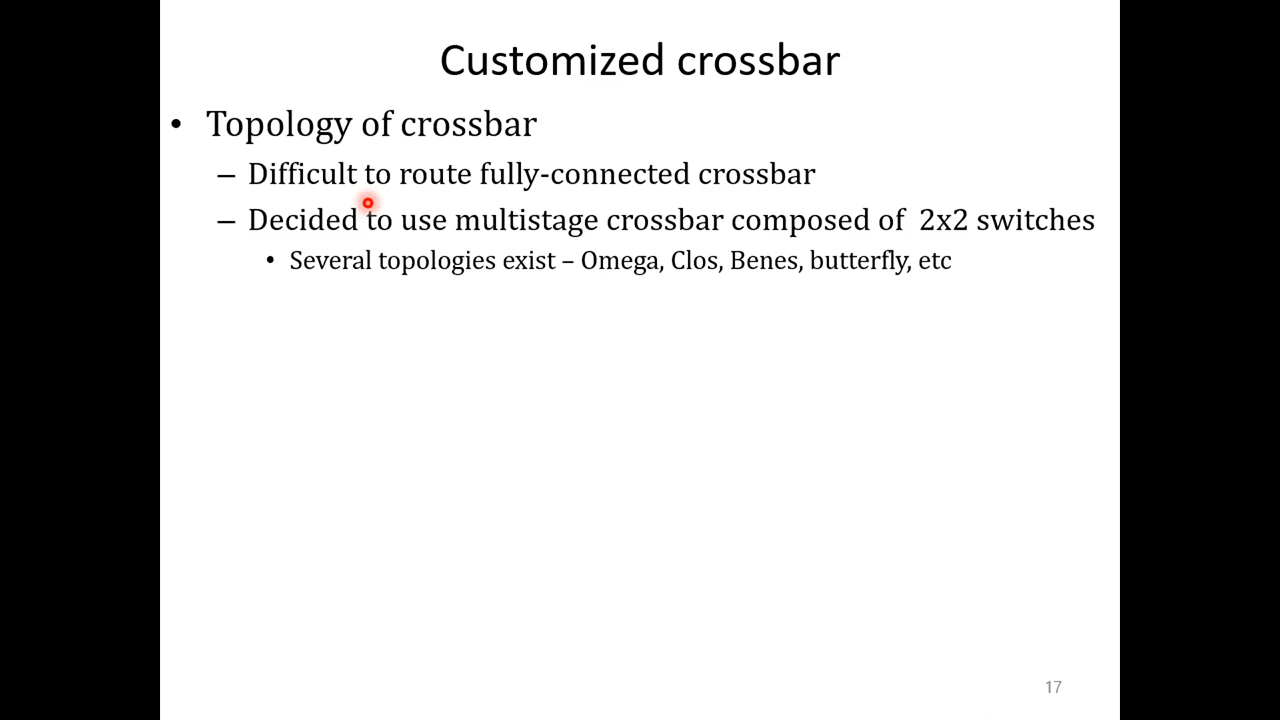 Customized crossbar
• Topology of crossbar
– Difficult to route fully-connected crossbar
– Decided to use multistage crossbar composed of 2x2 switches
• Several topologies exist – Omega, Clos, Benes, butterfly, etc
17